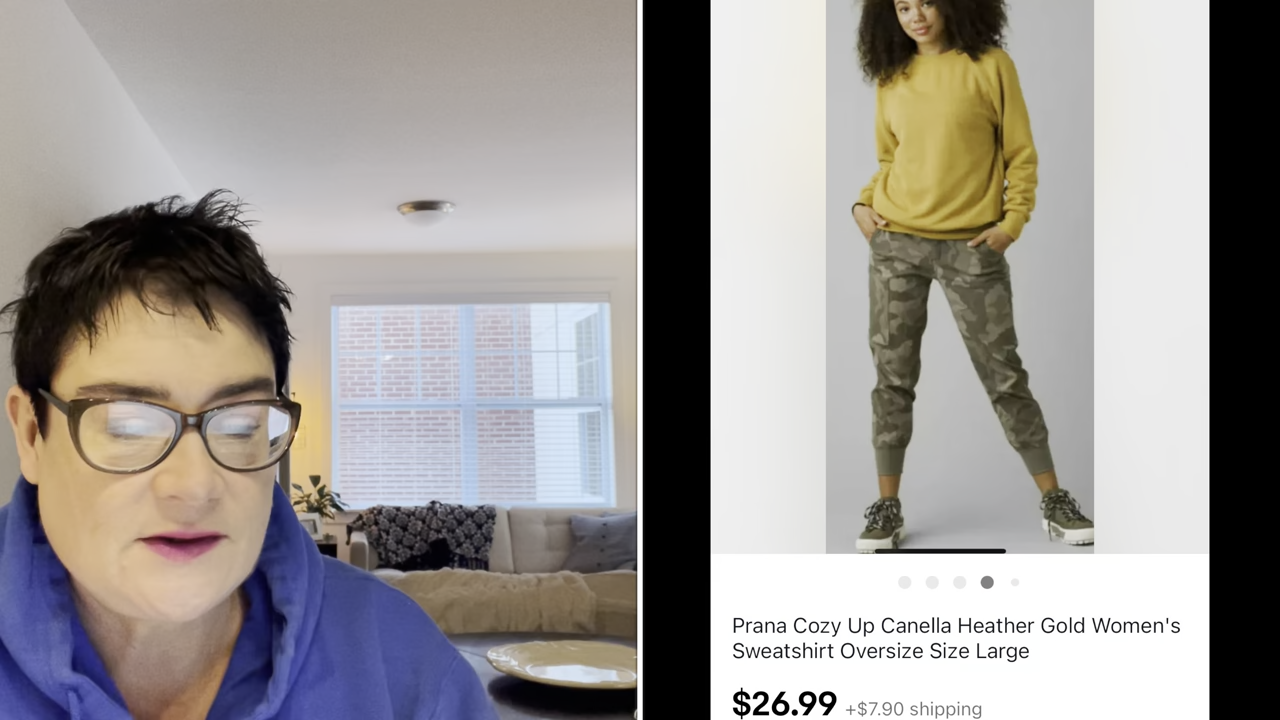 Prana Cozy Up Canella Heather Gold Women's
Sweatshirt Oversize Size Large
$26.99 +$7.90 shipping